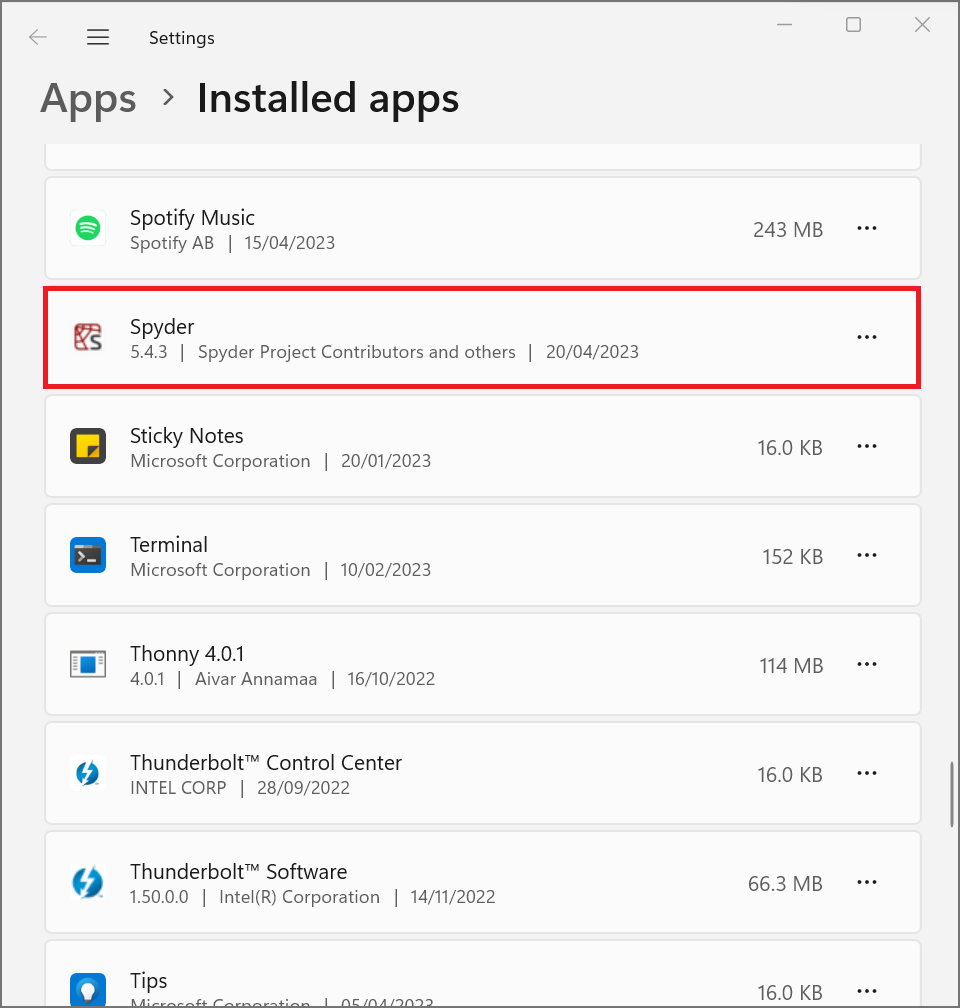 Settings
Apps > Installed apps
Spotify Music
Spotify AB | 15/04/2023
243 MB
Spyder
5.4.3 | Spyder Project Contributors and others | 20/04/2023
Sticky Notes
Microsoft Corporation | 20/01/2023
16.0 KB
Terminal
Microsoft Corporation | 10/02/2023
152 KB
Thonny 4.0.1
4.0.1 | Aivar Annamaa | 16/10/2022
114 MB
Thunderbolt™ Control Center
INTEL CORP | 28/09/2022
16.0 KB
Thunderbolt™ Software
1.50.0.0 | Intel(R) Corporation | 14/11/2022
66.3 MB
Tips
Microsoft Corporation | 05/04/2023
16.0 KB